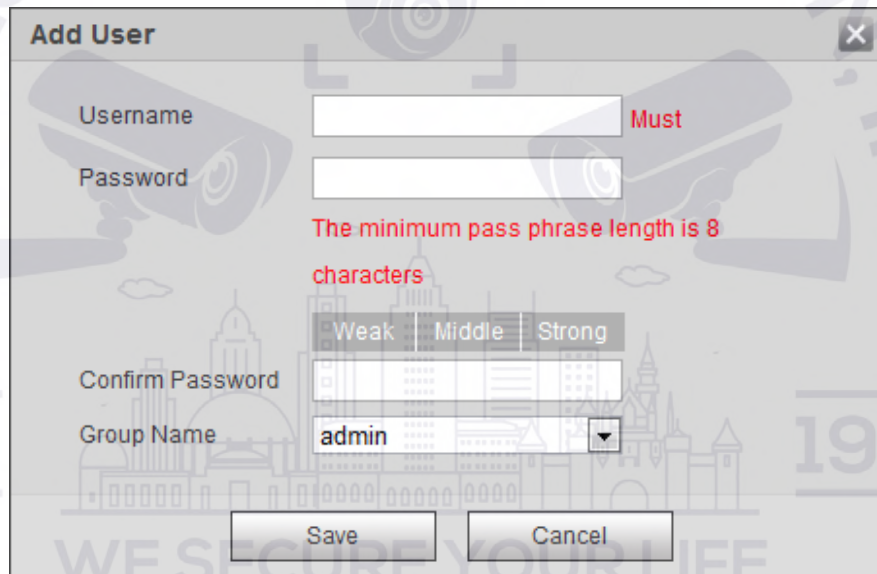 Add User
Username
Must
Password
The minimum pass phrase length is 8
characters
Weak Middle Strong
Confirm Password
Group Name
admin
19
Save
Cancel
WE SECURE YOUR LIFE